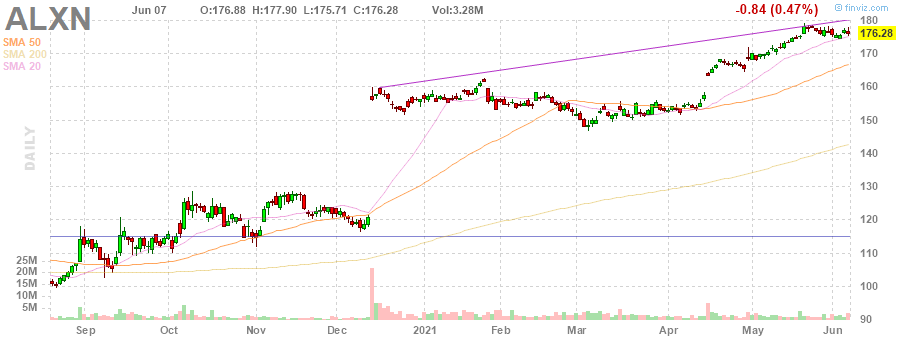 ALXN
Jun 07 O:176.88 H:177.90 L:175.71 C:176.28 Vol:3.28M
-0.84 (0.47%)
© finviz.com
SMA 50
SMA 200
SMA 20
DAILY
180
176.28
170
160
150
140
130
120
110
100
90
25M
20M
15M
10M
5M
Sep Oct Nov Dec 2021 Feb Mar Apr May Jun